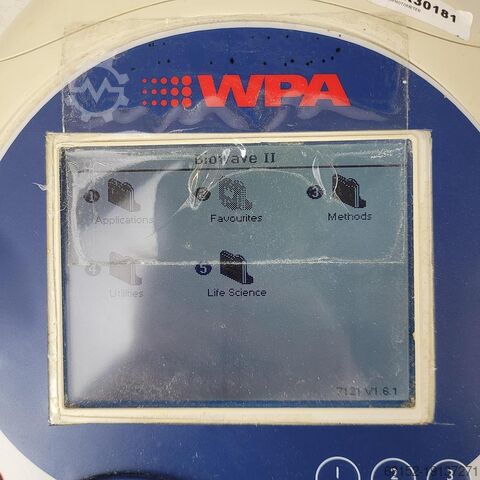 30181
WPA
Biowave II
1 Applications
2 Favourites
3 Methods
4 Utilities
5 Life Science
7121 V1.6.1
1 2 3